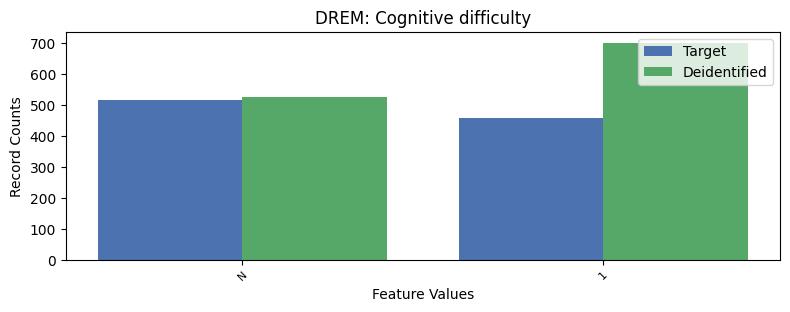 DREM: Cognitive difficulty
Target
Deidentified
Record Counts
700
600
500
400
300
200
100
0
N
1
Feature Values